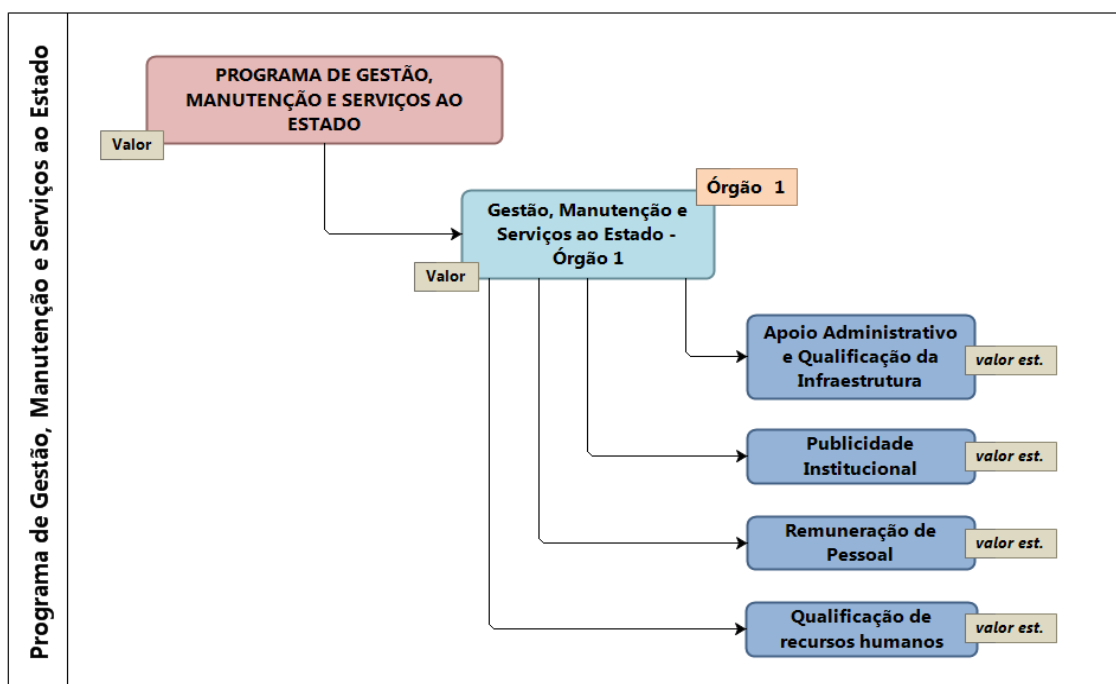 Programa de Gestão, Manutenção e Serviços ao Estado
PROGRAMA DE GESTÃO,
MANUTENÇÃO E SERVIÇOS AO
ESTADO
Valor
Órgão 1
Gestão, Manutenção e
Serviços ao Estado -
Órgão 1
Valor
Apoio Administrativo
e Qualificação da
Infraestrutura
valor est.
Publicidade
Institucional
valor est.
Remuneração de
Pessoal
valor est.
Qualificação de
recursos humanos
valor est.